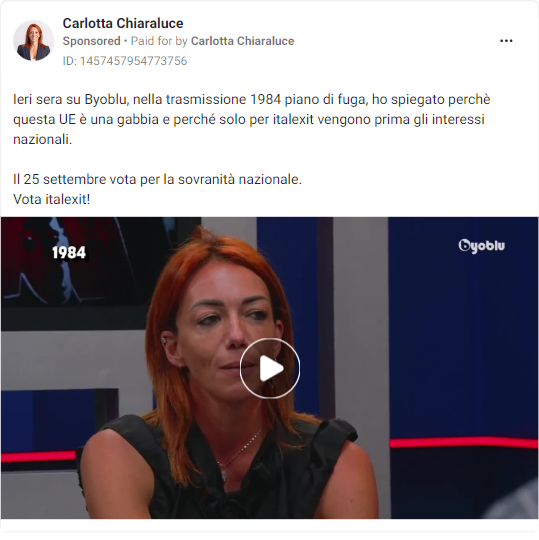 Carlotta Chiaraluce
Sponsored • Paid for by Carlotta Chiaraluce
ID: 1457457954773756
Ieri sera su Byoblu, nella trasmissione 1984 piano di fuga, ho spiegato perchè
questa UE è una gabbia e perché solo per italexit vengono prima gli interessi
nazionali.
Il 25 settembre vota per la sovranità nazionale.
Vota italexit!
1984
byoblu